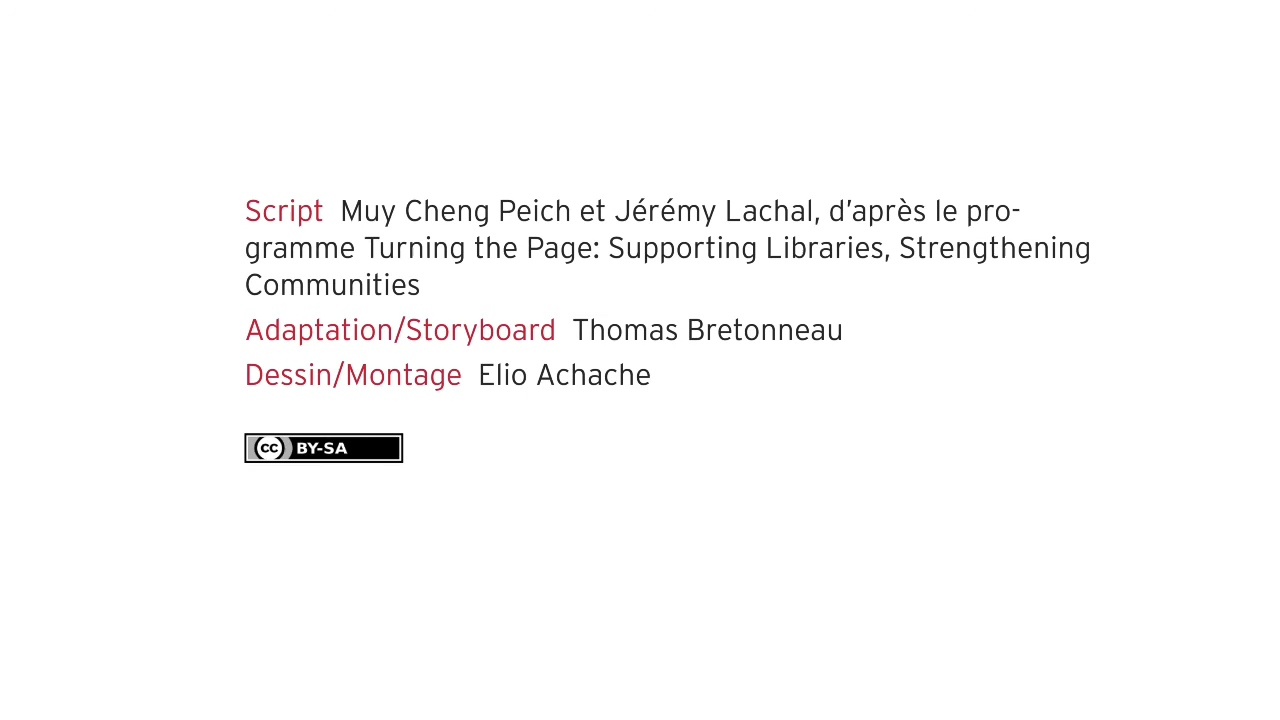 Script Muy Cheng Peich et Jérémy Lachal, d’après le pro-
gramme Turning the Page: Supporting Libraries, Strengthening
Communities
Adaptation/Storyboard Thomas Bretonneau
Dessin/Montage Elio Achache
cc BY-SA